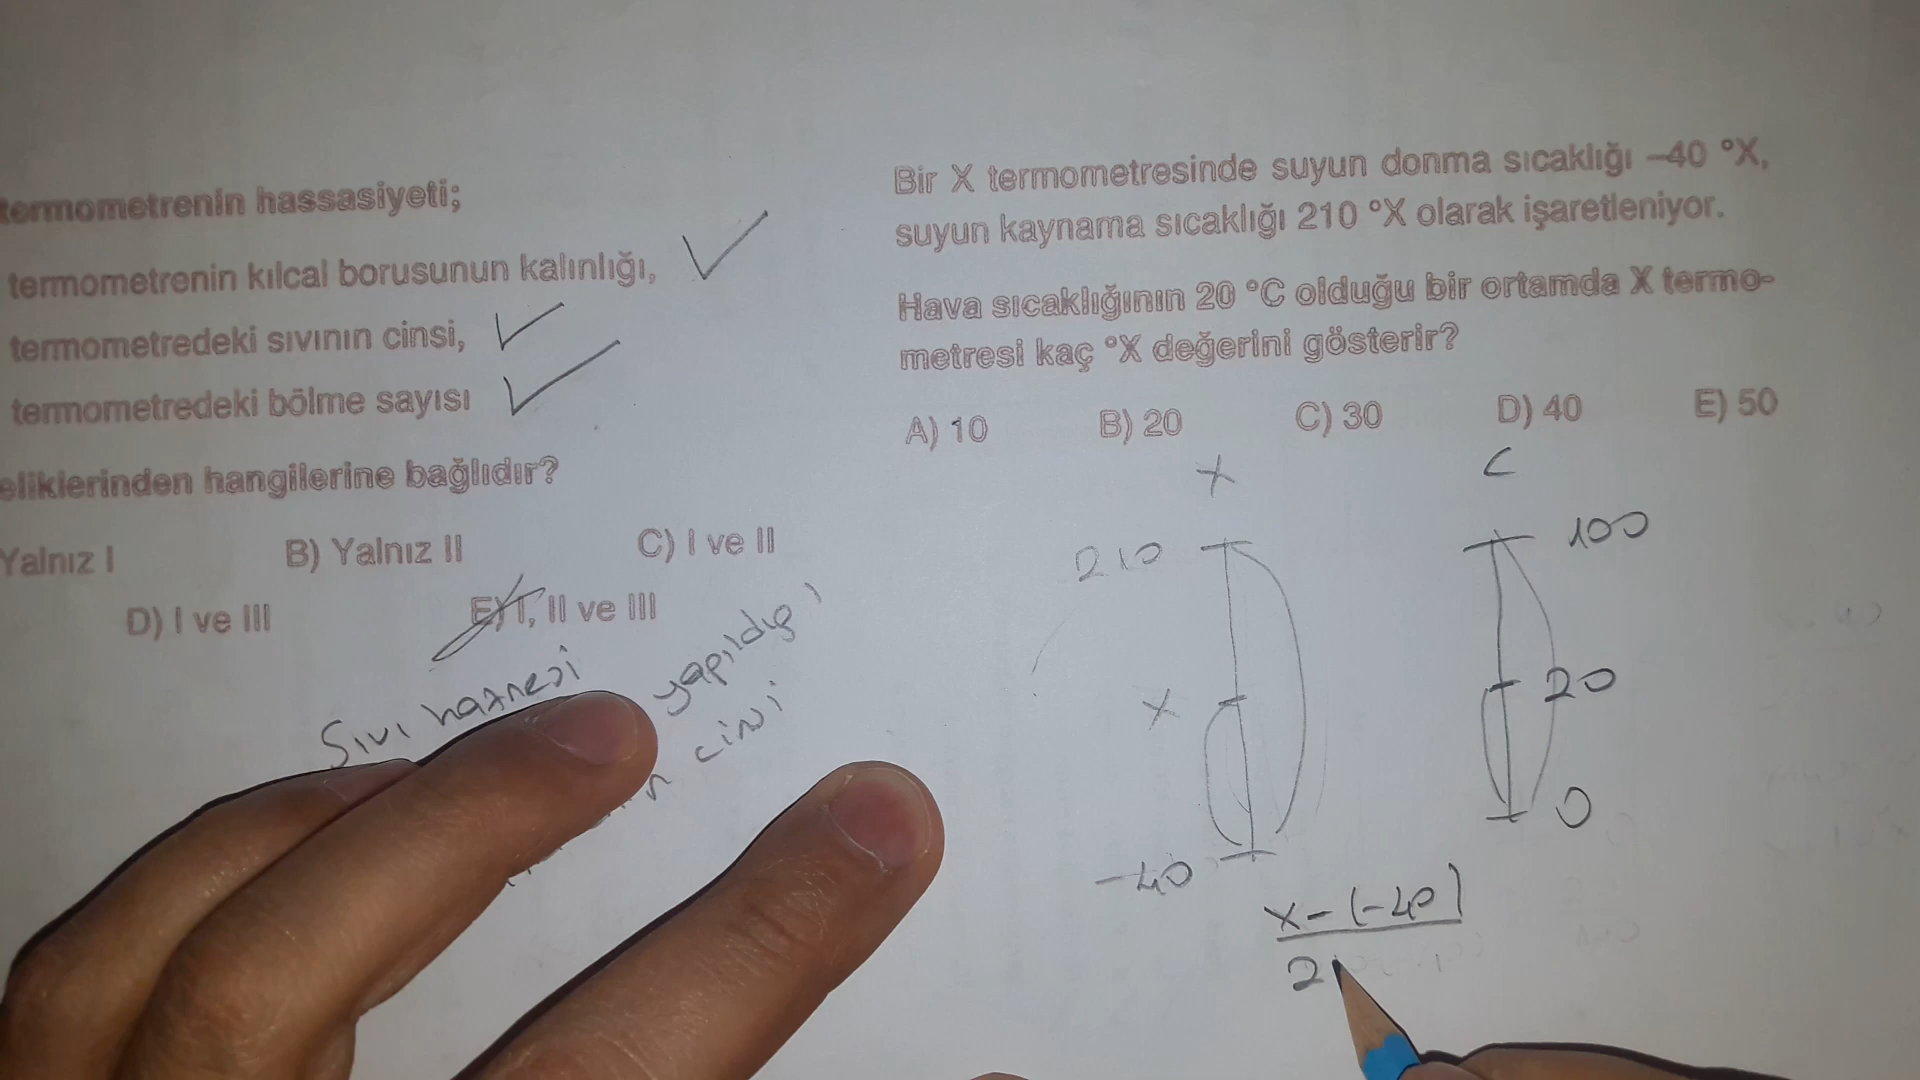 termometrenin hassasiyeti;
termometrenin kılcal borusunun kalınlığı,
termometredeki sıvının cinsi,
termometredeki bölme sayısı
eliklerinden hangilerine bağlıdır?
Yalnız I
B) Yalnız II
C) I ve II
D) I ve III
E) I, II ve III
Sıvı haznesi
yapıldığı
n cinsi
Bir X termometresinde suyun donma sıcaklığı –40 °X,
suyun kaynama sıcaklığı 210 °X olarak işaretleniyor.
Hava sıcaklığının 20 °C olduğu bir ortamda X termo-
metresi kaç °X değerini gösterir?
A) 10
B) 20
C) 30
D) 40
E) 50
X
C
210
100
X
20
-40
0
x-(-40)
2